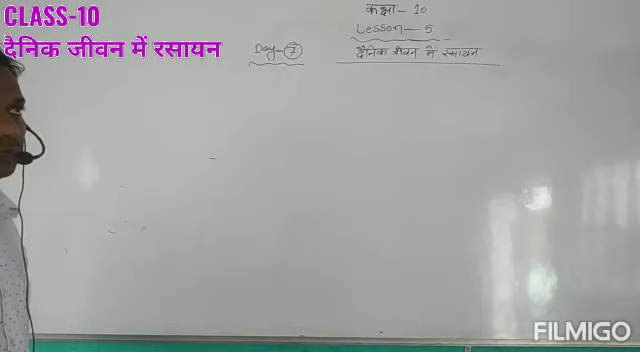 CLASS-10
दैनिक जीवन में रसायन
कक्षा- 10
Lesson- 5
Day- 7
दैनिक जीवन में रसायन
FILMIGO